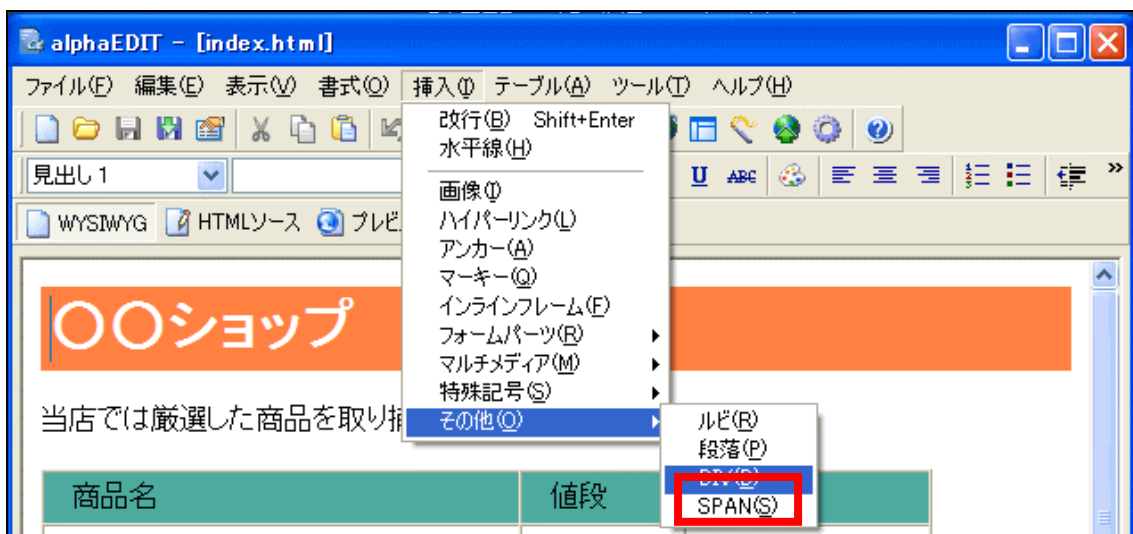 alphaEDIT - [index.html]
ファイル(F) 編集(E) 表示(V) 書式(O) 挿入(I) テーブル(A) ツール(T) ヘルプ(H)
改行(B) Shift+Enter
水平線(H)
見出し 1
U ABC
画像(I)
WYSIWYG HTMLソース プレビ
ハイパーリンク(L)
アンカー(A)
マーキー(Q)
インラインフレーム(F)
フォームパーツ(R)
マルチメディア(M)
特殊記号(S)
その他(O)
〇〇ショップ
当店では厳選した商品を取り扱
ルビ(R)
段落(P)
DIV(D)
SPAN(S)
商品名 値段